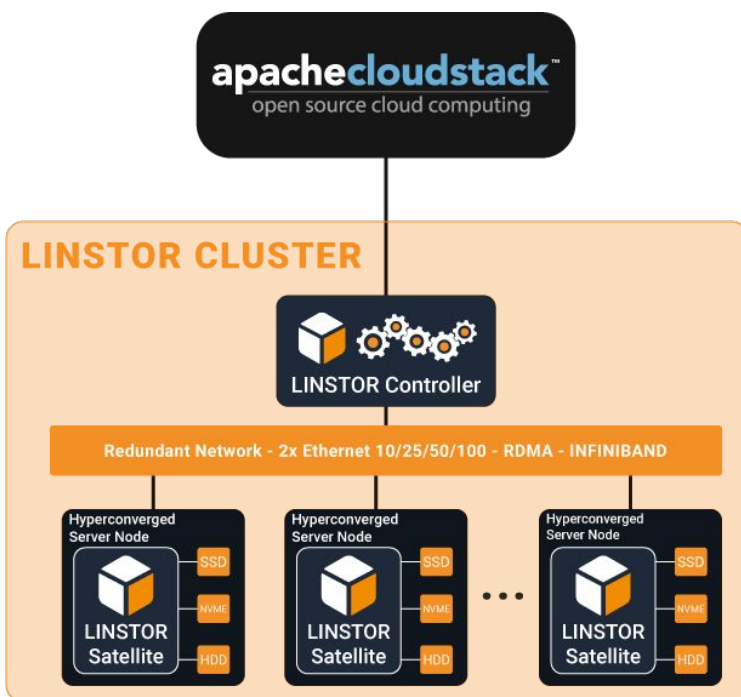 apachecloudstack™
open source cloud computing
LINSTOR CLUSTER
LINSTOR Controller
Redundant Network - 2x Ethernet 10/25/50/100 - RDMA - INFINIBAND
Hyperconverged
Server Node
SSD
NVME
HDD
LINSTOR
Satellite
Hyperconverged
Server Node
SSD
NVME
HDD
LINSTOR
Satellite
...
Hyperconverged
Server Node
SSD
NVME
HDD
LINSTOR
Satellite